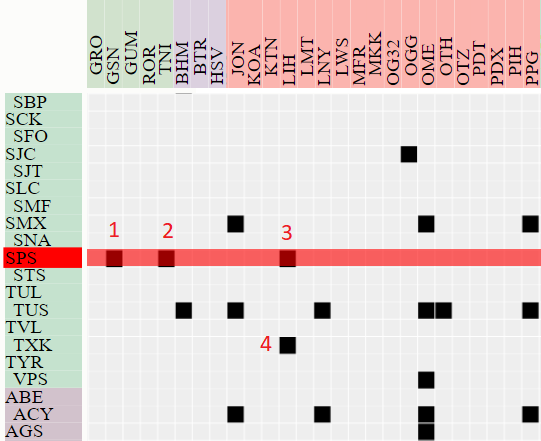 GRO
GSN
GUM
ROR
TNI
BHM
BTR
HSV
JON
KOA
KTN
LIH
LMT
LNY
LWS
MFR
MKK
OG32
OGG
OME
OTH
OTZ
PDT
PDX
PIH
PPG
SBP
SCK
SFO
SJC
SJT
SLC
SMF
SMX
SNA
1 2 3
SPS
STS
TUL
TUS
TVL
TXK 4
TYR
VPS
ABE
ACY
AGS